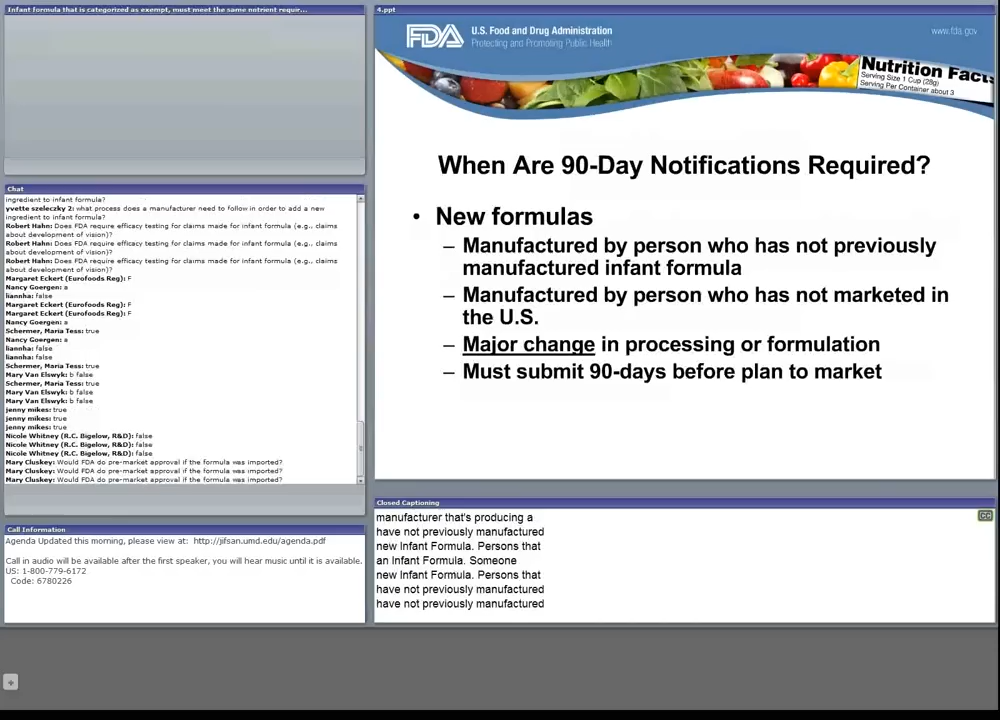 Infant formula that is categorized as exempt, must meet the same notrient requir...
Chat
ingredient to infant formula?
yvette szeleczky 2: what process does a manufacturer need to follow in order to add a new
ingredient to infant formula?
Robert Hahn: Does FDA require efficacy testing for claims made for infant formula (e.g., claims
about development of vision)?
Robert Hahn: Does FDA require efficacy testing for claims made for infant formula (e.g., claims
about development of vision)?
Robert Hahn: Does FDA require efficacy testing for claims made for infant formula (e.g., claims
about development of vision)?
Margaret Eckert (Eurofoods Reg): F
Nancy Goergen: a
liannha: false
Margaret Eckert (Eurofoods Reg): F
Margaret Eckert (Eurofoods Reg): F
Nancy Goergen: a
Schermer, Maria Tess: true
Nancy Goergen: a
liannha: false
liannha: false
Schermer, Maria Tess: true
Mary Van Elswyk: b false
Schermer, Maria Tess: true
Mary Van Elswyk: b false
Mary Van Elswyk: b false
jenny mikes: true
jenny mikes: true
jenny mikes: true
Nicole Whitney (R.C. Bigelow, R&D): false
Nicole Whitney (R.C. Bigelow, R&D): false
Nicole Whitney (R.C. Bigelow, R&D): false
Mary Cluskey: Would FDA do pre-market approval if the formula was imported?
Mary Cluskey: Would FDA do pre-market approval if the formula was imported?
Mary Cluskey: Would FDA do pre-market approval if the formula was imported?
Call Information
Agenda Updated this morning, please view at: http://jifsan.umd.edu/agenda.pdf
Call in audio will be available after the first speaker, you will hear music until it is available.
US: 1-800-779-6172
Code: 6780226
4.ppt
FDA U.S. Food and Drug Administration
Protecting and Promoting Public Health
www.fda.gov
Nutrition Facts
Serving Size 1 Cup (28g)
Serving Per Container about 3
When Are 90-Day Notifications Required?
• New formulas
– Manufactured by person who has not previously
manufactured infant formula
– Manufactured by person who has not marketed in
the U.S.
– Major change in processing or formulation
– Must submit 90-days before plan to market
Closed Captioning
CC
manufacturer that's producing a
have not previously manufactured
new Infant Formula. Persons that
an Infant Formula. Someone
new Infant Formula. Persons that
have not previously manufactured
have not previously manufactured